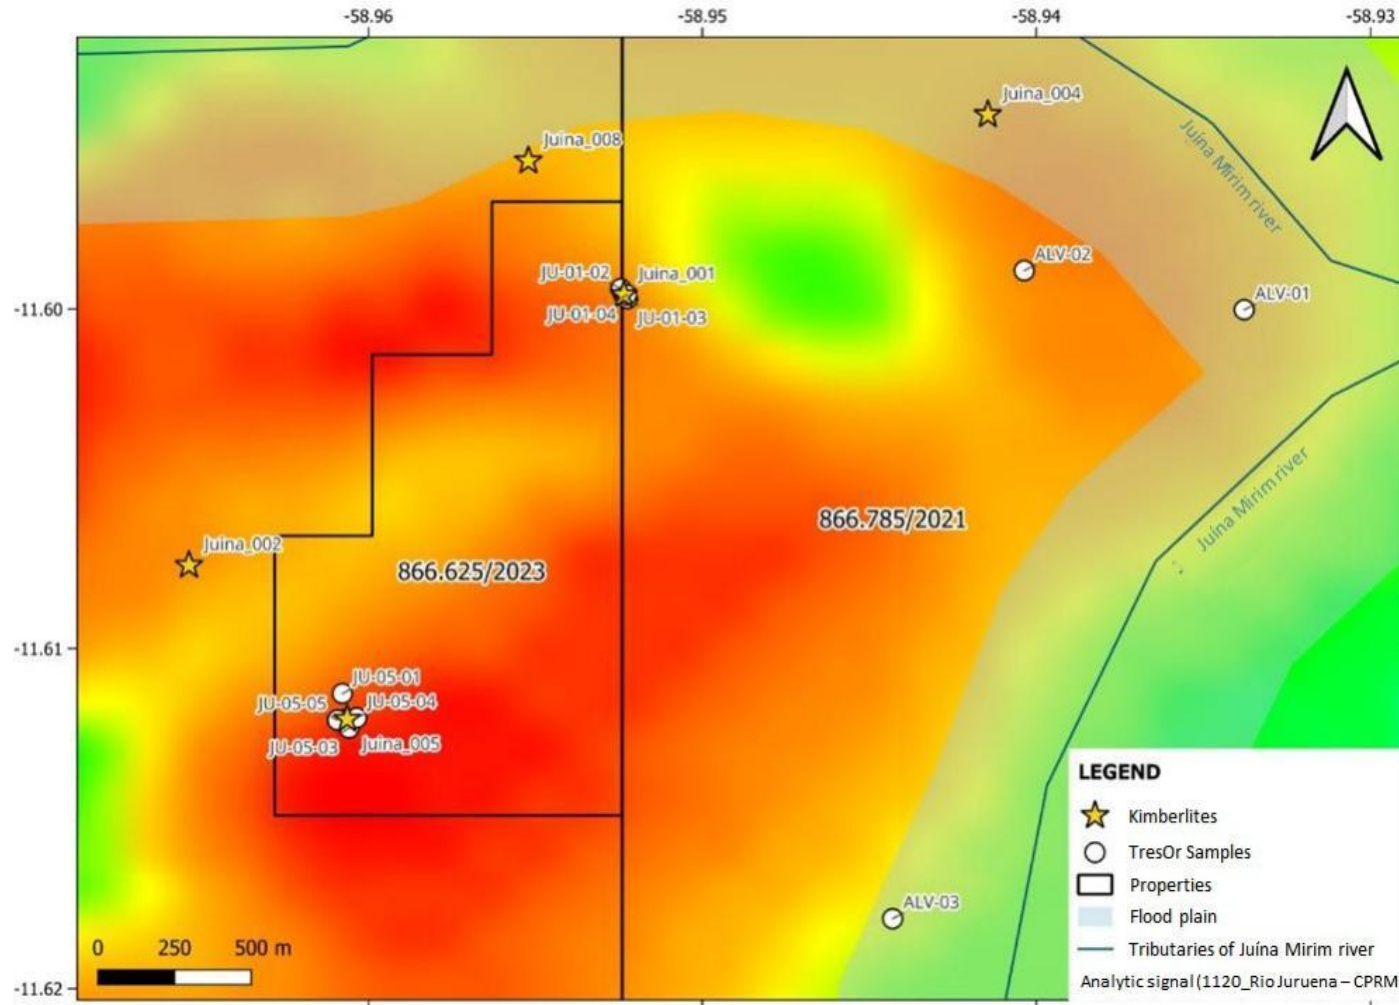 -58.96
-58.95
-58.94
-58.93
Juina_004
Juina_008
Juína Mirim river
ALV-02
JU-01-02
Juina_001
ALV-01
-11.60
JU-01-04
JU-01-03
866.785/2021
Juína Mirim river
Juina_002
866.625/2023
-11.61
JU-05-01
JU-05-05
JU-05-04
JU-05-03
Juina_005
ALV-03
LEGEND
Kimberlites
TresOr Samples
Properties
Flood plain
Tributaries of Juína Mirim river
Analytic signal (1120_Rio Juruena – CPRM
0 250 500 m
-11.62